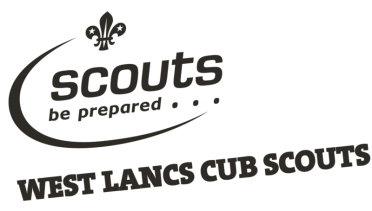 scouts
be prepared . . .
WEST LANCS CUB SCOUTS